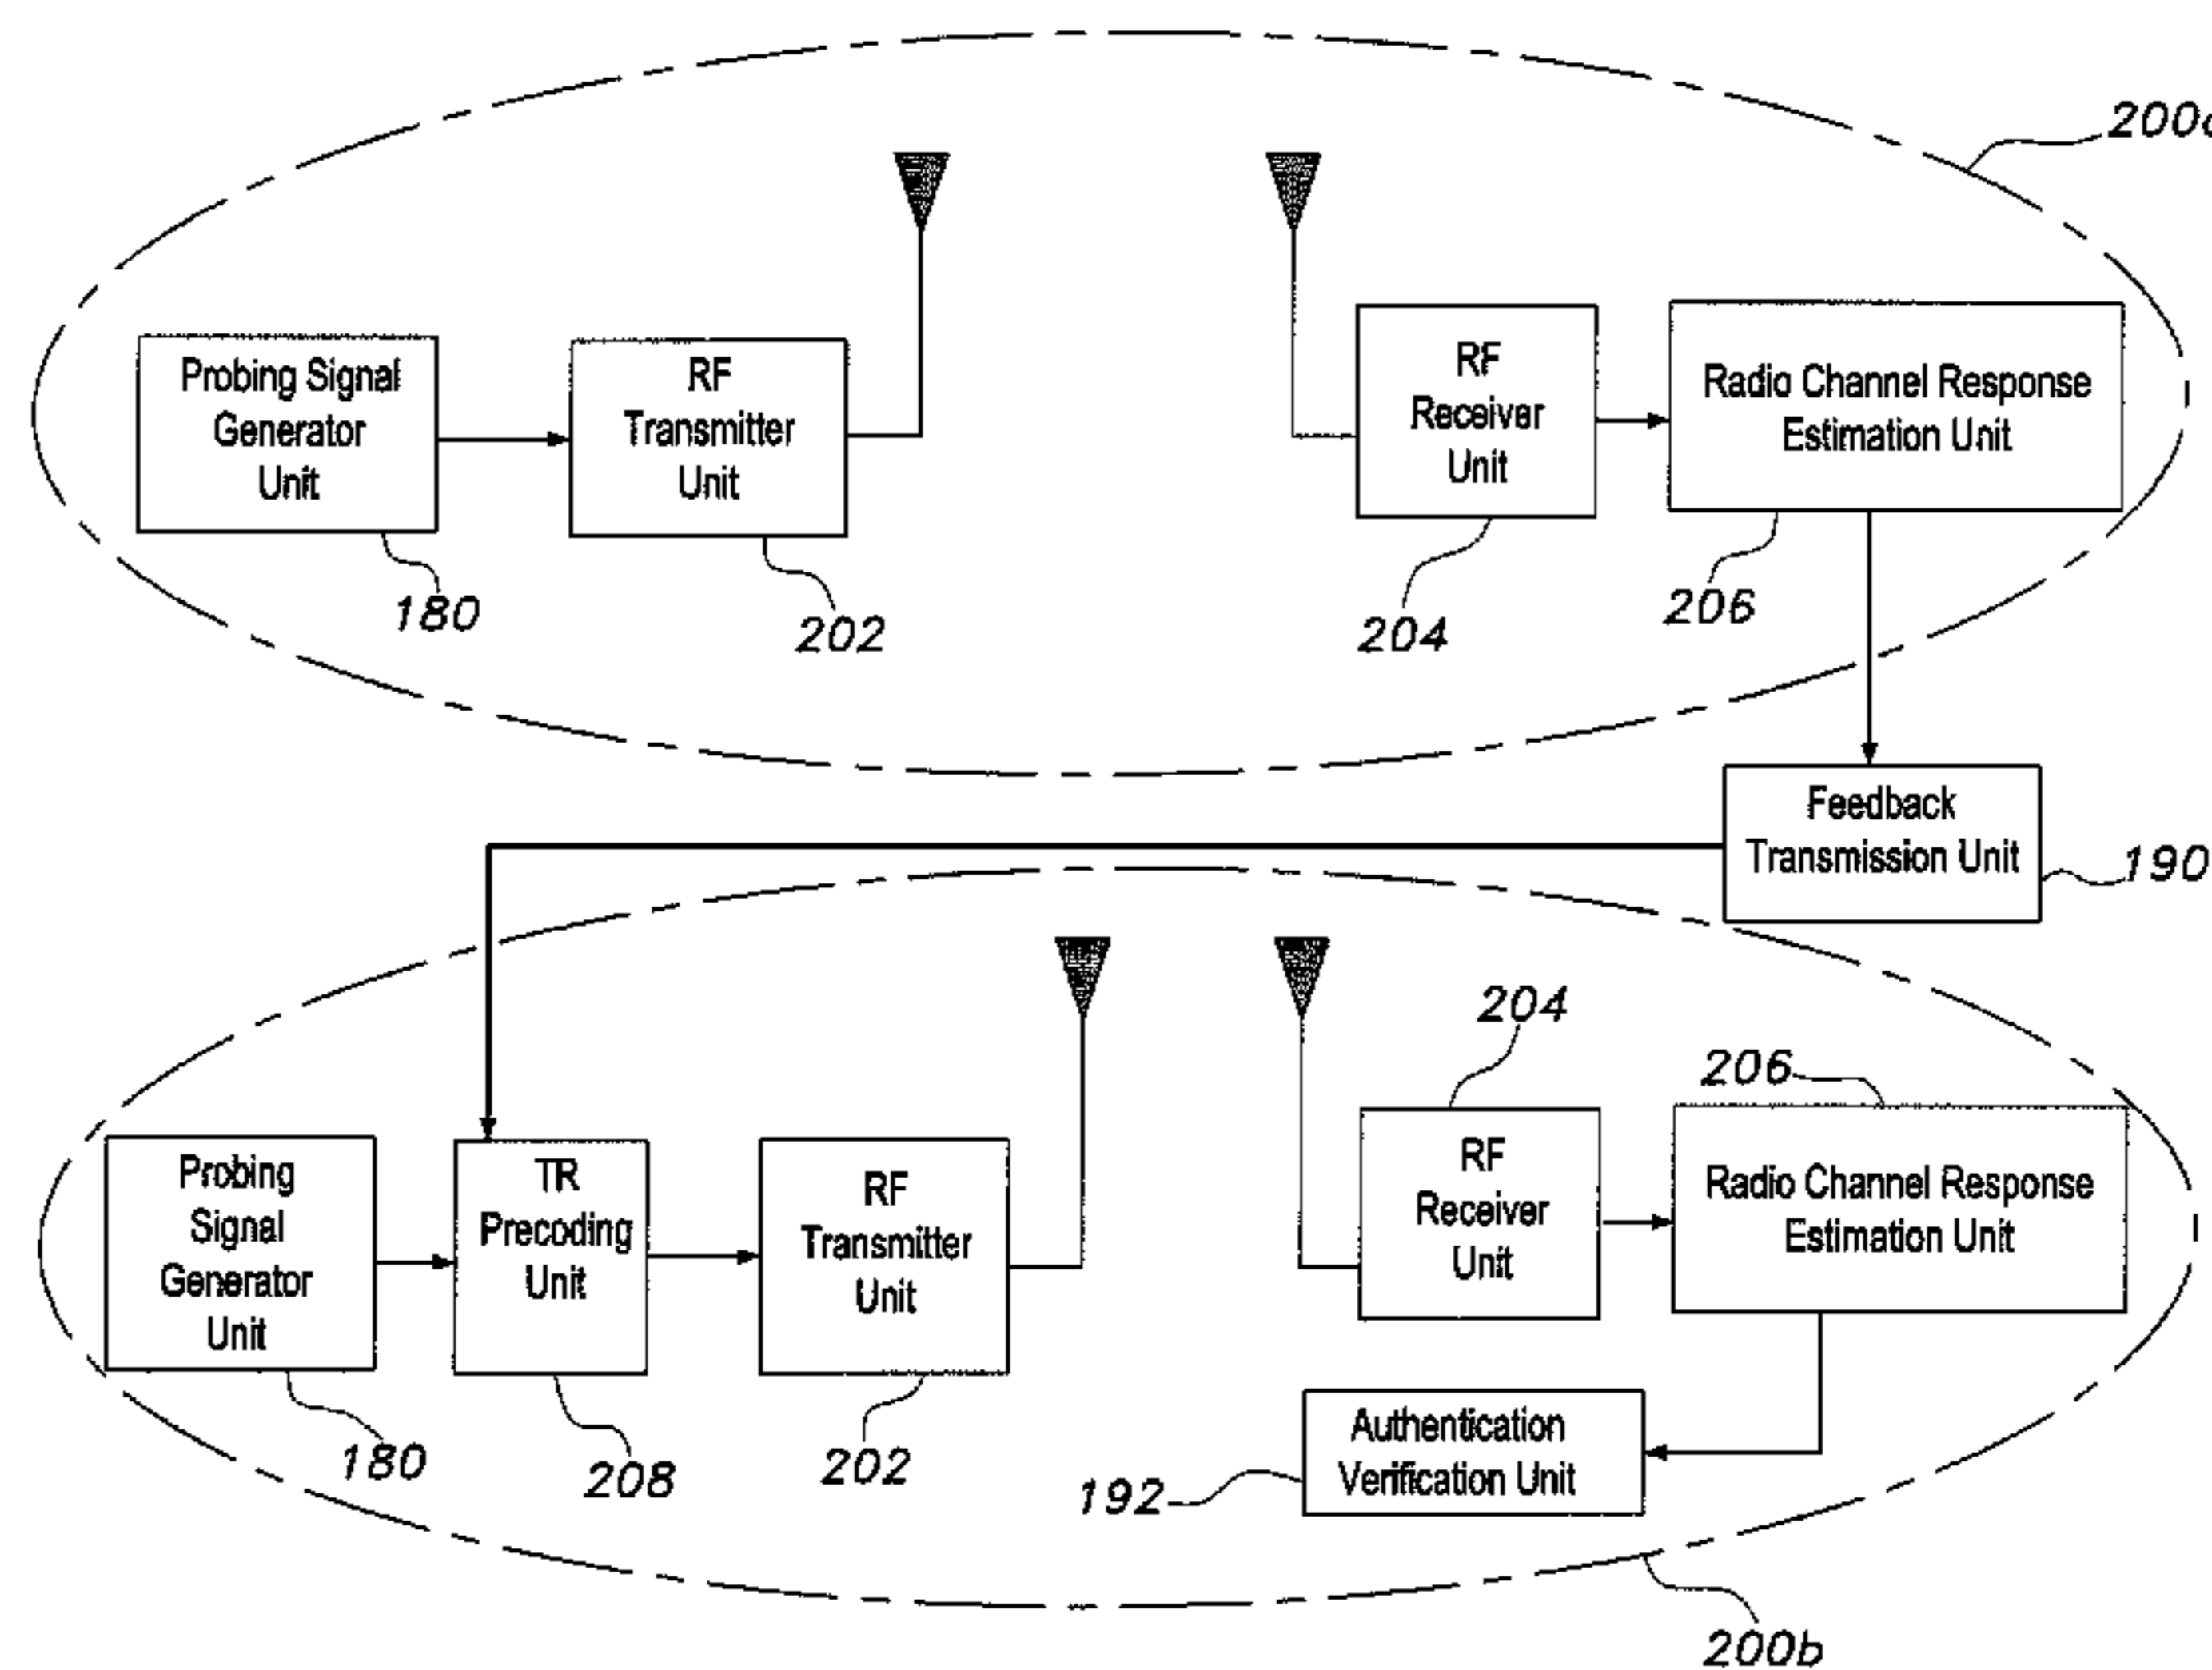 200
Probing Signal
Generator
Unit
RF
Transmitter
Unit
RF
Receiver
Unit
Radio Channel Response
Estimation Unit
180
202
204
206
Feedback
Transmission Unit
190
204
206
Probing
Signal
Generator
Unit
TR
Precoding
Unit
RF
Transmitter
Unit
RF
Receiver
Unit
Radio Channel Response
Estimation Unit
Authentication
Verification Unit
180
208
202
192
200b